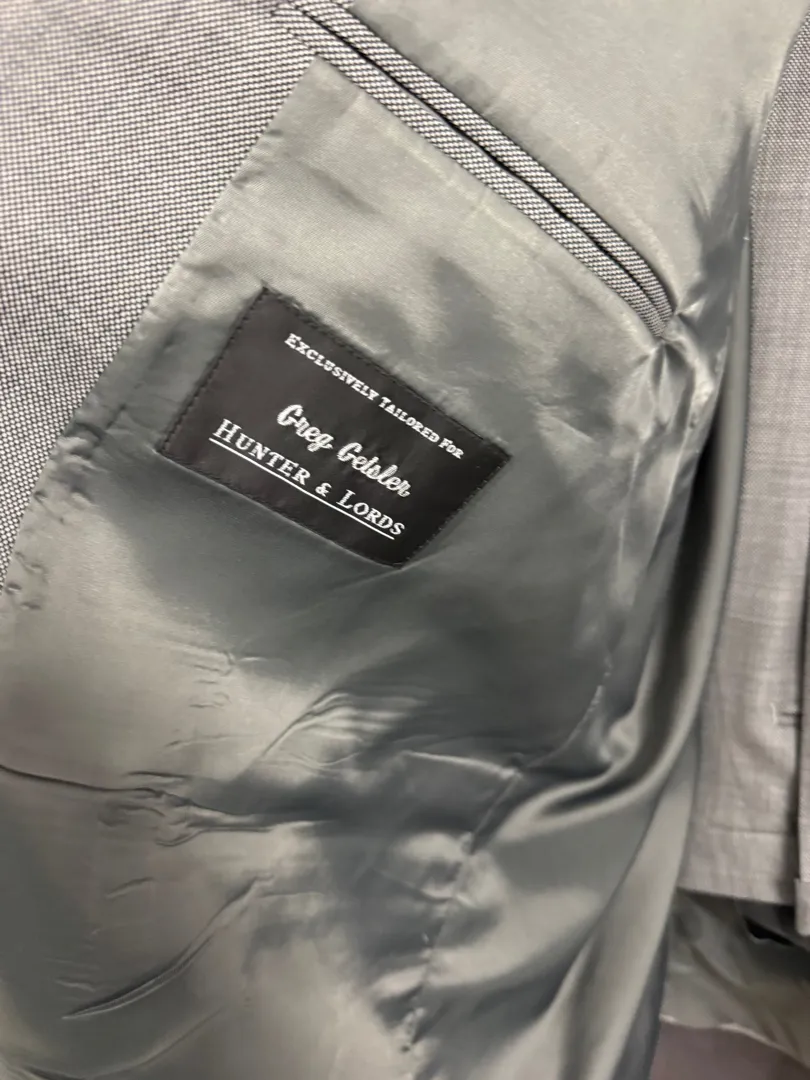 EXCLUSIVELY TAILORED FOR
Greg Geisler
HUNTER & LORDS